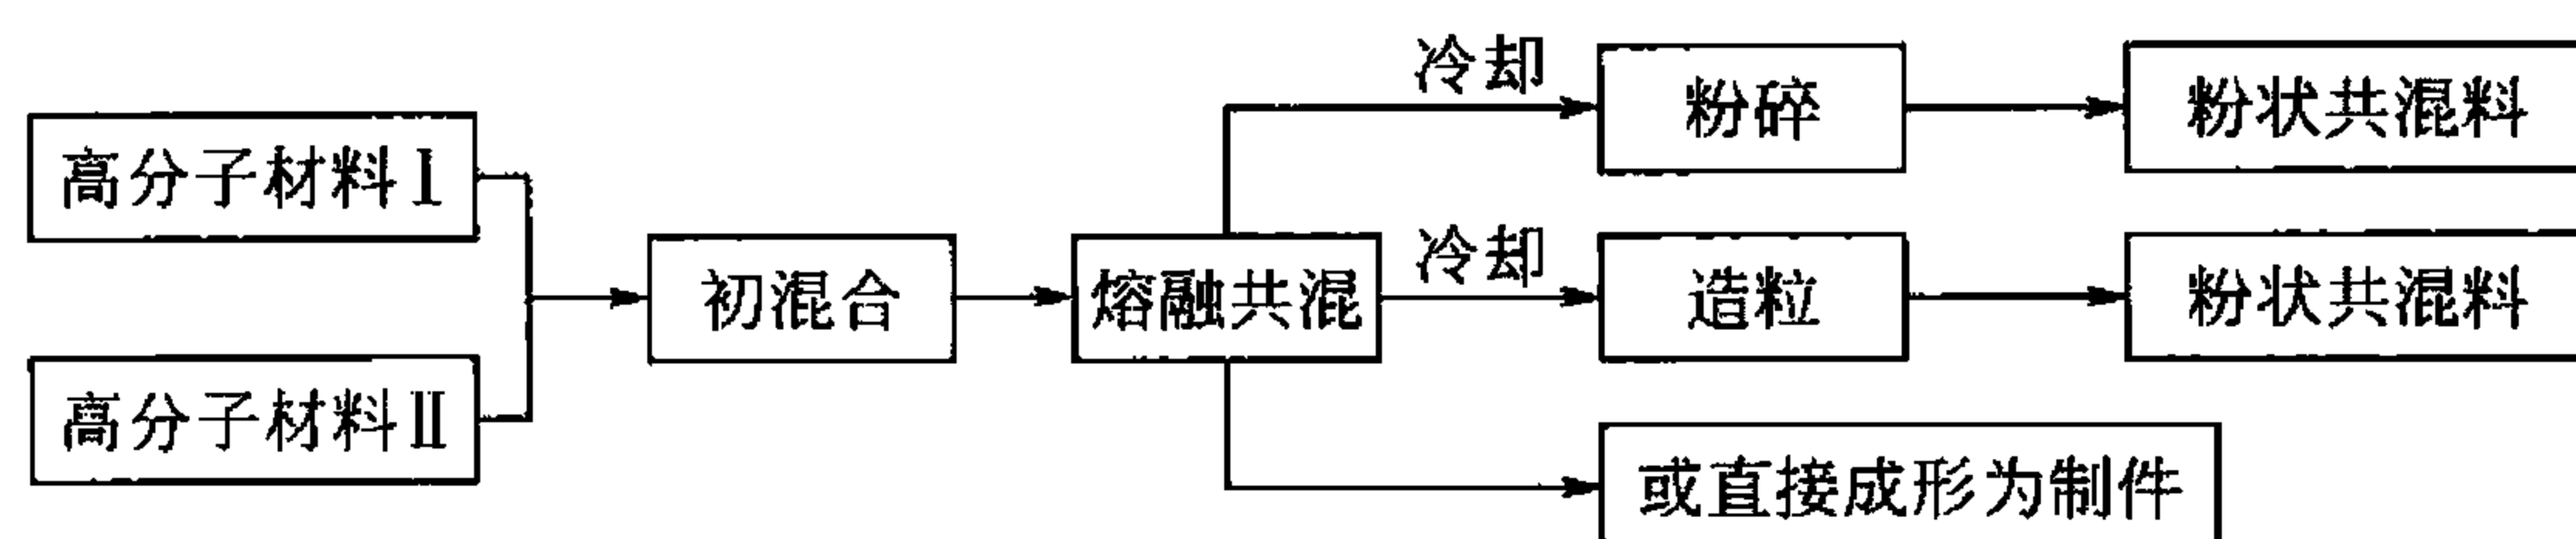 冷却
粉碎
粉状共混料
高分子材料Ⅰ
冷却
初混合
熔融共混
造粒
粉状共混料
高分子材料Ⅱ
或直接成形为制件